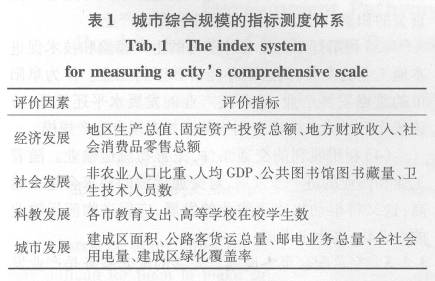 表1 城市综合规模的指标测度体系
Tab. 1 The index system
for measuring a city's comprehensive scale
评价因素 评价指标
经济发展 地区生产总值、固定资产投资总额、地方财政收入、社
会消费品零售总额
社会发展 非农业人口比重、人均 GDP、公共图书馆图书藏量、卫
生技术人员数
科教发展 各市教育支出、高等学校在校学生数
城市发展 建成区面积、公路客货运总量、邮电业务总量、全社会
用电量、建成区绿化覆盖率